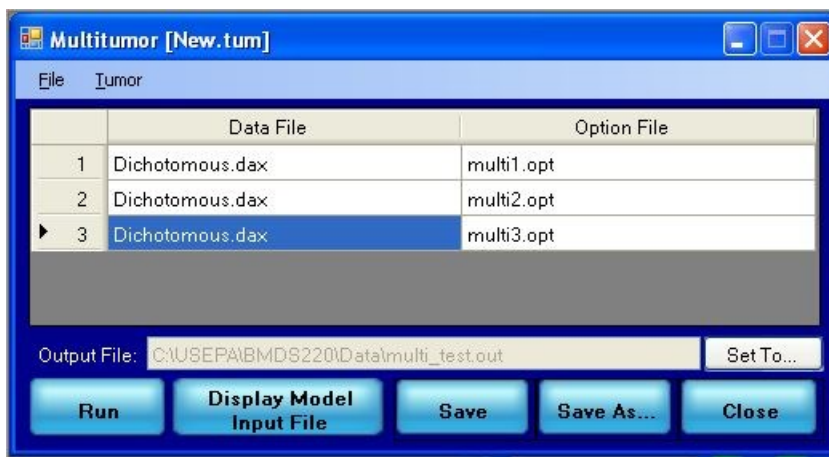 Multitumor [New.tum]
File Tumor
Data File Option File
1 Dichotomous.dax multi1.opt
2 Dichotomous.dax multi2.opt
3 Dichotomous.dax multi3.opt
Output File: C:\USEPA\BMDS220\Data\multi_test.out Set To...
Run Display Model Input File Save Save As... Close